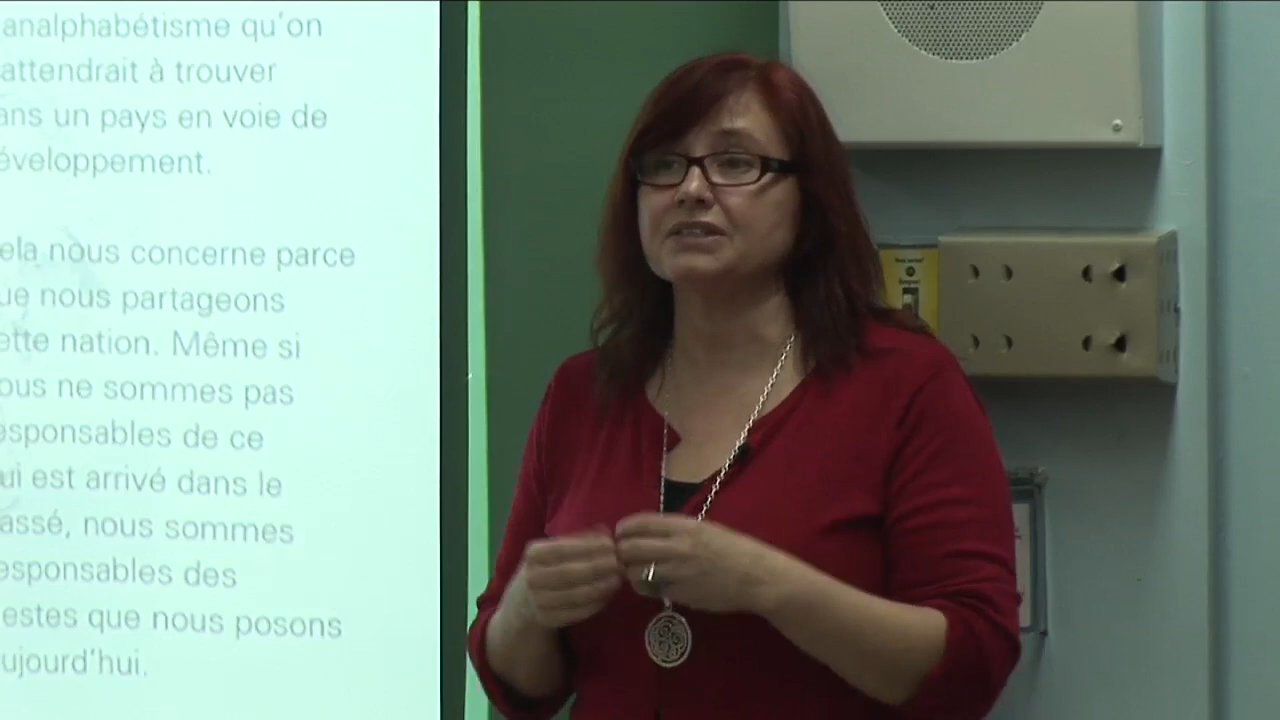 analphabétisme qu'on
attendrait à trouver
ans un pays en voie de
éveloppement.
ela nous concerne parce
ue nous partageons
ette nation. Même si
ous ne sommes pas
esponsables de ce
ui est arrivé dans le
assé, nous sommes
esponsables des
estes que nous posons
ujourd'hui.